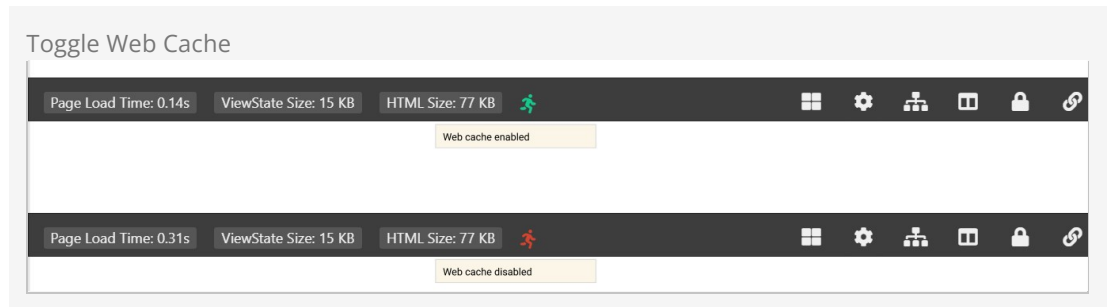 Toggle Web Cache
Page Load Time: 0.14s ViewState Size: 15 KB HTML Size: 77 KB
Web cache enabled
Page Load Time: 0.31s ViewState Size: 15 KB HTML Size: 77 KB
Web cache disabled